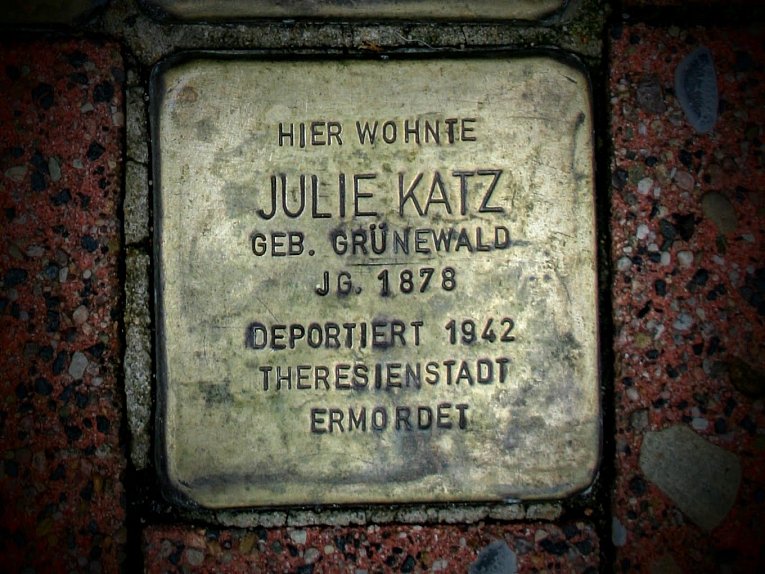 HIER WOHNTE
JULIE KATZ
GEB. GRÜNEWALD
JG. 1878
DEPORTIERT 1942
THERESIENSTADT
ERMORDET